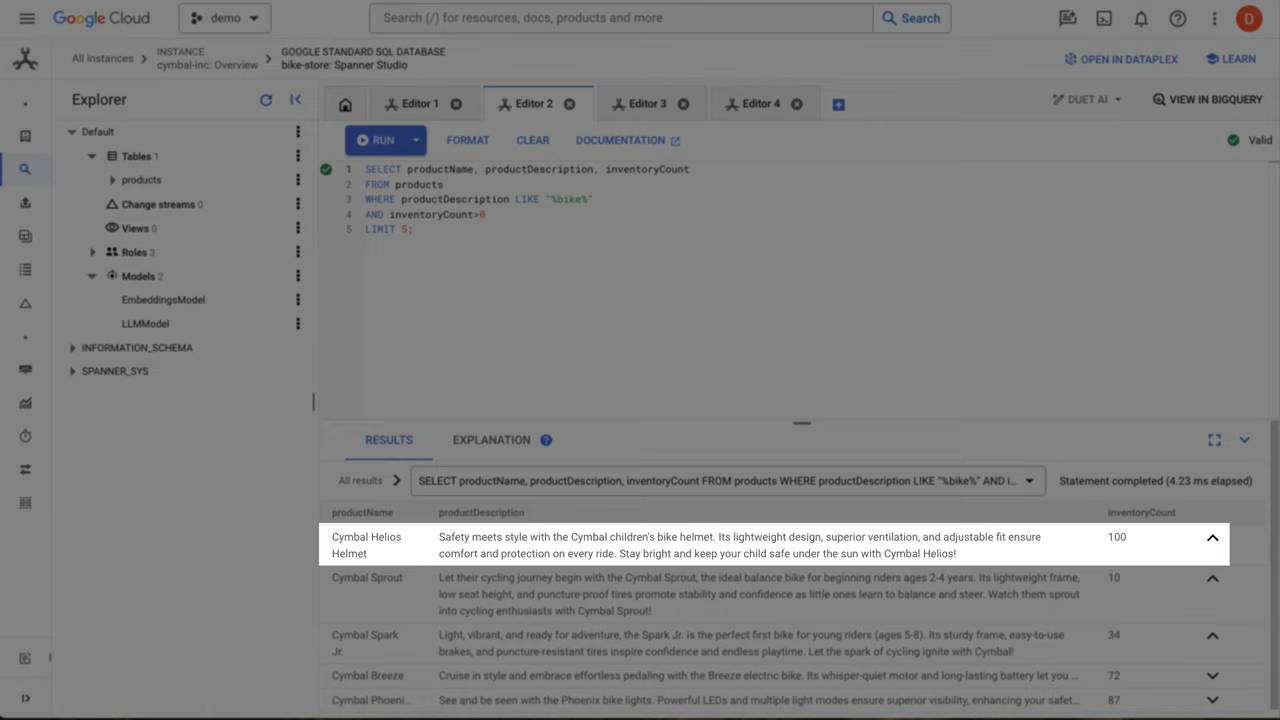 Google Cloud
demo
Search (/) for resources, docs, products and more
Search
D
All instances
INSTANCE
cymbal-inc: Overview
GOOGLE STANDARD SQL DATABASE
bike-store: Spanner Studio
OPEN IN DATAPLEX
LEARN
Explorer
Editor 1
Editor 2
Editor 3
Editor 4
DUET AI
VIEW IN BIGQUERY
Default
Tables 1
products
Change streams 0
Views 0
Roles 3
Models 2
EmbeddingsModel
LLMModel
INFORMATION_SCHEMA
SPANNER_SYS
RUN
FORMAT
CLEAR
DOCUMENTATION
Valid
1 SELECT productName, productDescription, inventoryCount
2 FROM products
3 WHERE productDescription LIKE "%bike%"
4 AND inventoryCount>0
5 LIMIT 5;
RESULTS
EXPLANATION
All results
SELECT productName, productDescription, inventoryCount FROM products WHERE productDescription LIKE "%bike%" AND i...
Statement completed (4.23 ms elapsed)
productName
productDescription
inventoryCount
Cymbal Helios
Helmet
Safety meets style with the Cymbal children's bike helmet. Its lightweight design, superior ventilation, and adjustable fit ensure
comfort and protection on every ride. Stay bright and keep your child safe under the sun with Cymbal Helios!
100
Cymbal Sprout
Let their cycling journey begin with the Cymbal Sprout, the ideal balance bike for beginning riders ages 2-4 years. Its lightweight frame,
low seat height, and puncture-proof tires promote stability and confidence as little ones learn to balance and steer. Watch them sprout
into cycling enthusiasts with Cymbal Sprout!
10
Cymbal Spark
Jr.
Light, vibrant, and ready for adventure, the Spark Jr. is the perfect first bike for young riders (ages 5-8). Its sturdy frame, easy-to-use
brakes, and puncture-resistant tires inspire confidence and endless playtime. Let the spark of cycling ignite with Cymbal!
34
Cymbal Breeze
Cruise in style and embrace effortless pedaling with the Breeze electric bike. Its whisper-quiet motor and long-lasting battery let you ...
72
Cymbal Phoeni...
See and be seen with the Phoenix bike lights. Powerful LEDs and multiple light modes ensure superior visibility, enhancing your safet...
87